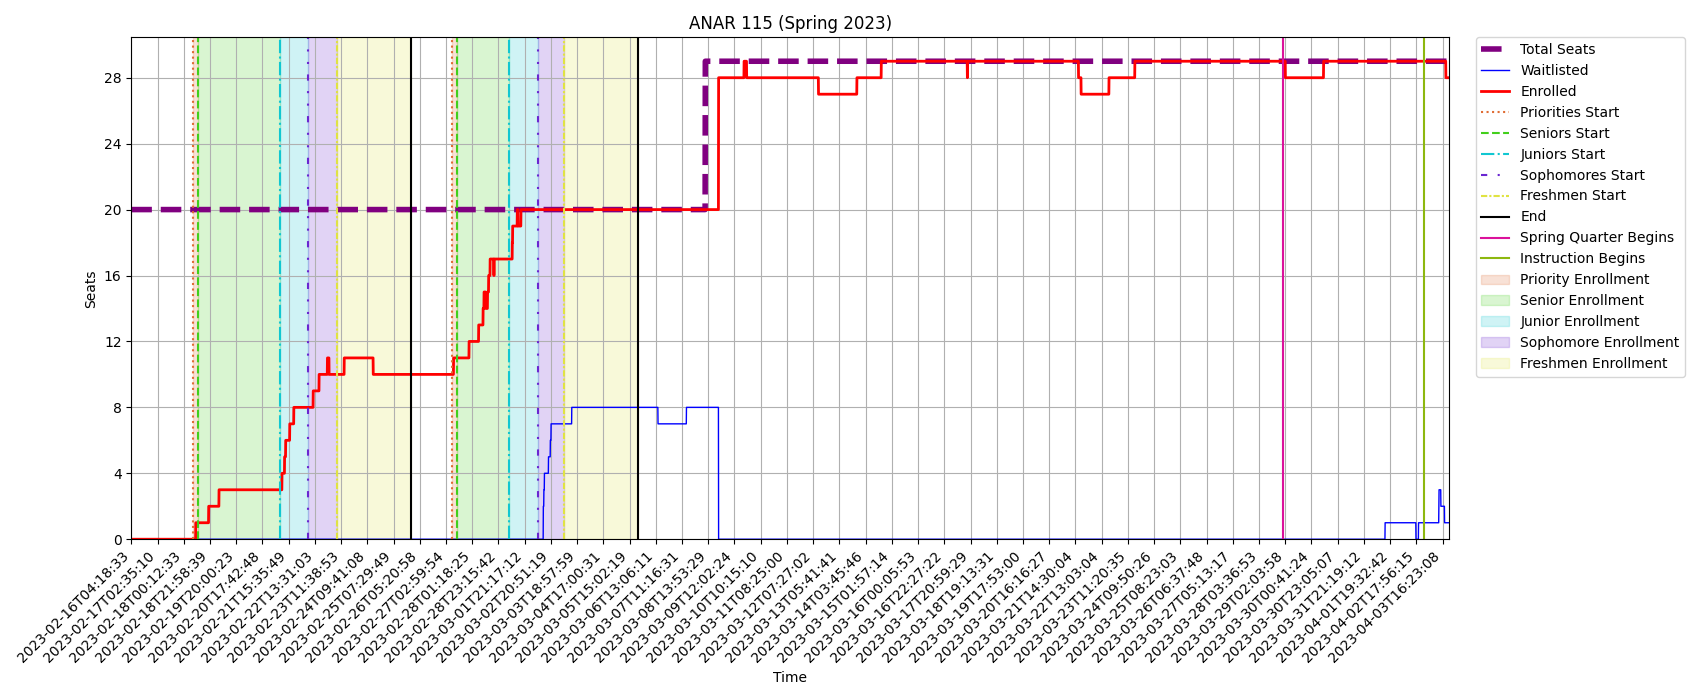 ANAR 115 (Spring 2023)
Total Seats
Waitlisted
Enrolled
Priorities Start
Seniors Start
Juniors Start
Sophomores Start
Freshmen Start
End
Spring Quarter Begins
Instruction Begins
Priority Enrollment
Senior Enrollment
Junior Enrollment
Sophomore Enrollment
Freshmen Enrollment
Seats
28
24
20
16
12
8
4
0
2023-02-16T04:18:33
2023-02-17T02:35:10
2023-02-18T00:12:33
2023-02-18T21:58:39
2023-02-19T20:00:23
2023-02-20T17:42:48
2023-02-21T15:35:49
2023-02-22T13:31:03
2023-02-23T11:38:53
2023-02-24T09:41:08
2023-02-25T07:29:49
2023-02-26T05:20:58
2023-02-27T02:59:54
2023-02-28T01:18:25
2023-02-28T23:15:42
2023-03-01T21:17:12
2023-03-02T20:51:19
2023-03-03T18:57:59
2023-03-04T17:00:31
2023-03-05T15:02:19
2023-03-06T13:06:11
2023-03-07T11:16:31
2023-03-08T13:53:29
2023-03-09T12:02:24
2023-03-10T10:15:10
2023-03-11T08:25:00
2023-03-12T07:27:02
2023-03-13T05:41:41
2023-03-14T03:45:46
2023-03-15T01:57:14
2023-03-16T00:05:53
2023-03-16T22:27:22
2023-03-17T20:59:29
2023-03-18T19:13:31
2023-03-19T17:53:00
2023-03-20T16:16:27
2023-03-21T14:30:04
2023-03-22T13:03:04
2023-03-23T11:20:35
2023-03-24T09:50:26
2023-03-25T08:23:03
2023-03-26T06:37:48
2023-03-27T05:13:17
2023-03-28T03:36:53
2023-03-29T02:03:58
2023-03-30T00:41:24
2023-03-30T23:05:07
2023-03-31T21:19:12
2023-04-01T19:32:42
2023-04-02T17:56:15
2023-04-03T16:23:08
Time